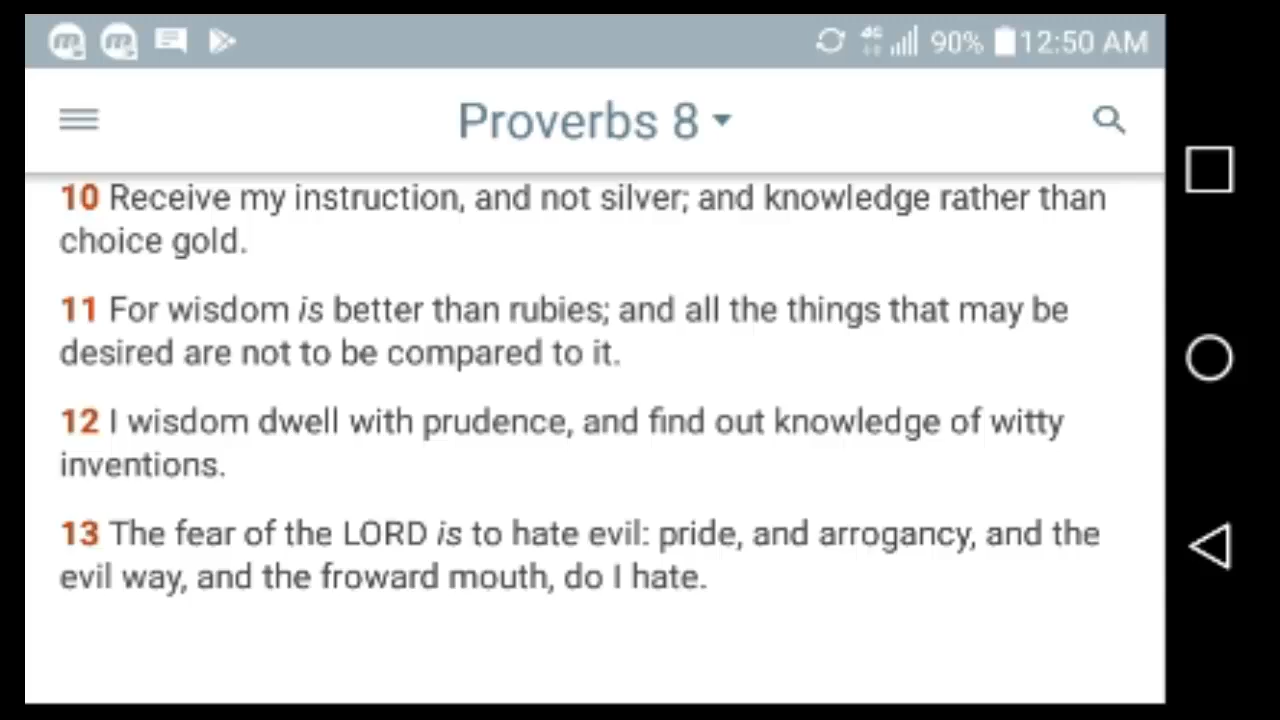 4G 90% 12:50 AM
Proverbs 8
10 Receive my instruction, and not silver; and knowledge rather than
choice gold.
11 For wisdom is better than rubies; and all the things that may be
desired are not to be compared to it.
12 I wisdom dwell with prudence, and find out knowledge of witty
inventions.
13 The fear of the LORD is to hate evil: pride, and arrogancy, and the
evil way, and the froward mouth, do I hate.